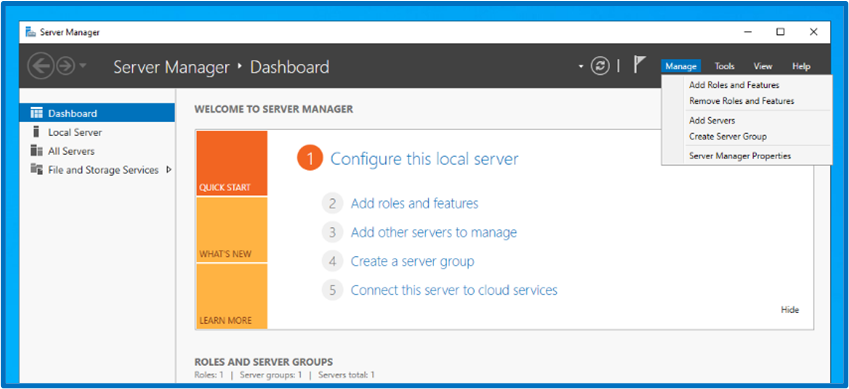 Server Manager
Server Manager ‣ Dashboard
Manage Tools View Help
Add Roles and Features
Remove Roles and Features
Add Servers
Create Server Group
Server Manager Properties
Dashboard
Local Server
All Servers
File and Storage Services
WELCOME TO SERVER MANAGER
QUICK START
WHAT'S NEW
LEARN MORE
1 Configure this local server
2 Add roles and features
3 Add other servers to manage
4 Create a server group
5 Connect this server to cloud services
Hide
ROLES AND SERVER GROUPS
Roles: 1 | Server groups: 1 | Servers total: 1